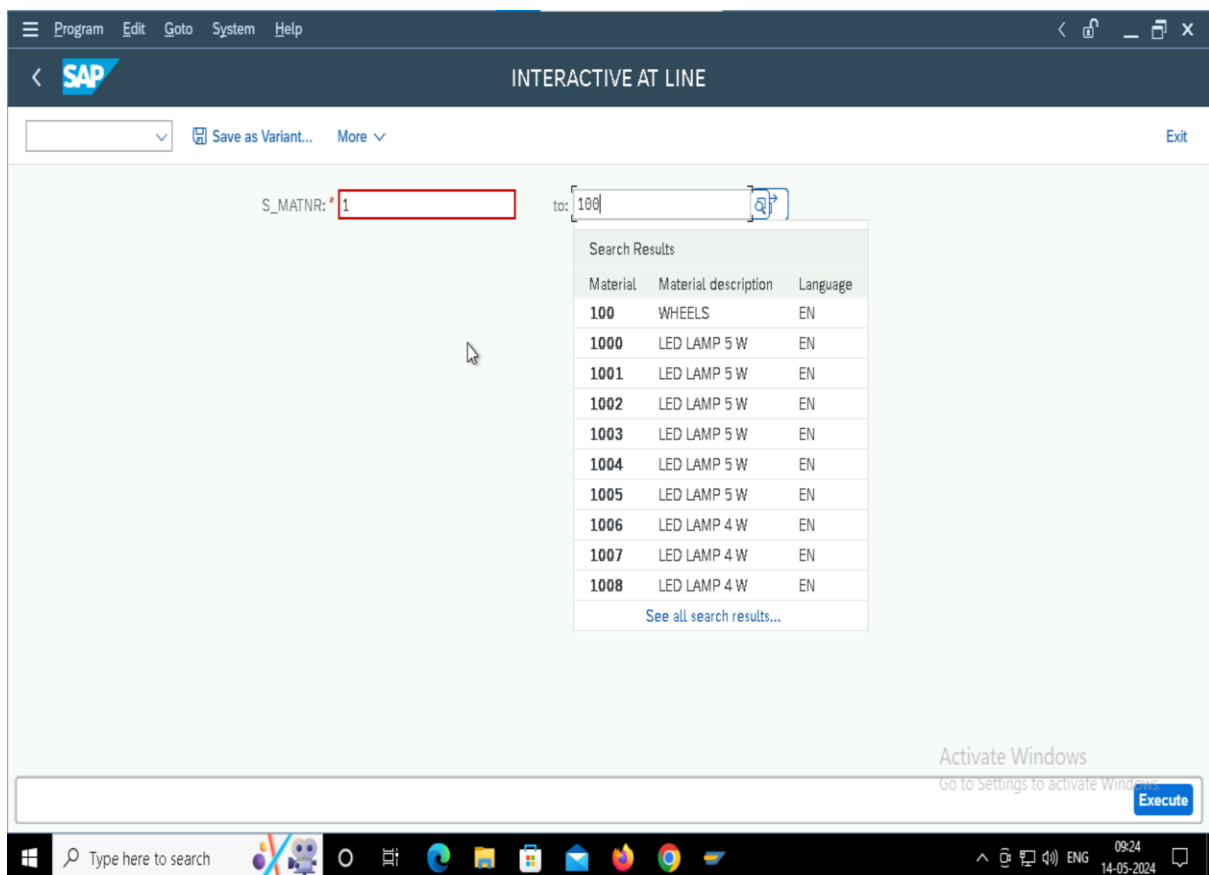 Program Edit Goto System Help
SAP INTERACTIVE AT LINE
Save as Variant... More Exit
S_MATNR: * 1 to: 100
Search Results
Material Material description Language
100 WHEELS EN
1000 LED LAMP 5 W EN
1001 LED LAMP 5 W EN
1002 LED LAMP 5 W EN
1003 LED LAMP 5 W EN
1004 LED LAMP 5 W EN
1005 LED LAMP 5 W EN
1006 LED LAMP 4 W EN
1007 LED LAMP 4 W EN
1008 LED LAMP 4 W EN
See all search results...
Activate Windows
Go to Settings to activate Windows.
Execute
Type here to search ENG 09:24
14-05-2024